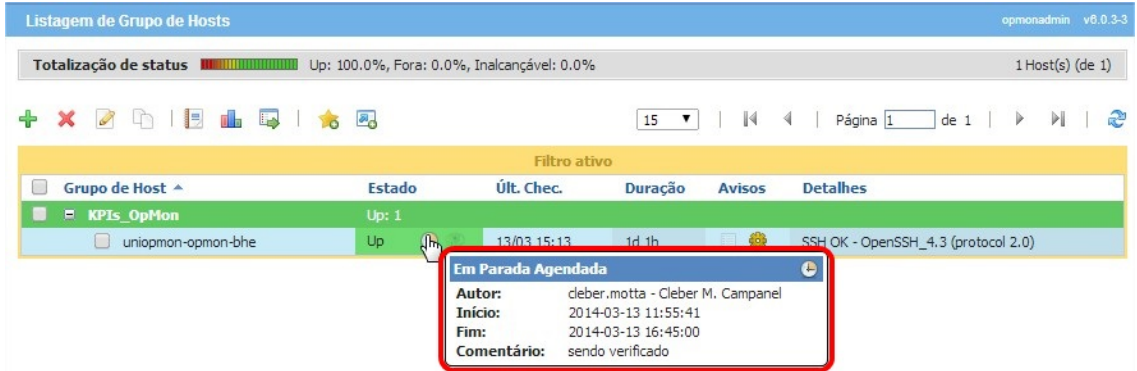 Listagem de Grupo de Hosts opmonadmin v6.0.3-3
Totalização de status Up: 100.0%, Fora: 0.0%, Inalcançável: 0.0% 1 Host(s) (de 1)
15 Página 1 de 1
Filtro ativo
Grupo de Host Estado Últ. Chec. Duração Avisos Detalhes
KPIs_OpMon Up: 1
uniopmon-opmon-bhe Up 13/03 15:13 1d 1h SSH OK - OpenSSH_4.3 (protocol 2.0)
Em Parada Agendada
Autor: cleber.motta - Cleber M. Campanel
Início: 2014-03-13 11:55:41
Fim: 2014-03-13 16:45:00
Comentário: sendo verificado